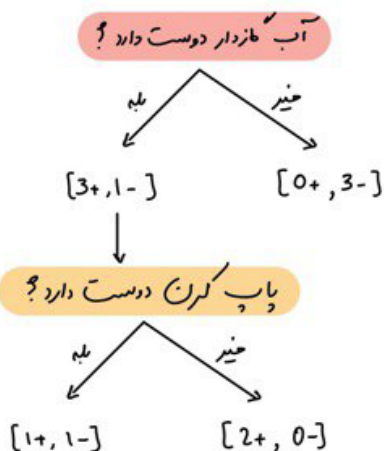 آب گازدار دوست دارد ؟
بله
خیر
[3+, 1-]
[0+, 3-]
پاپ کرن دوست دارد ؟
بله
خیر
[1+, 1-]
[2+, 0-]